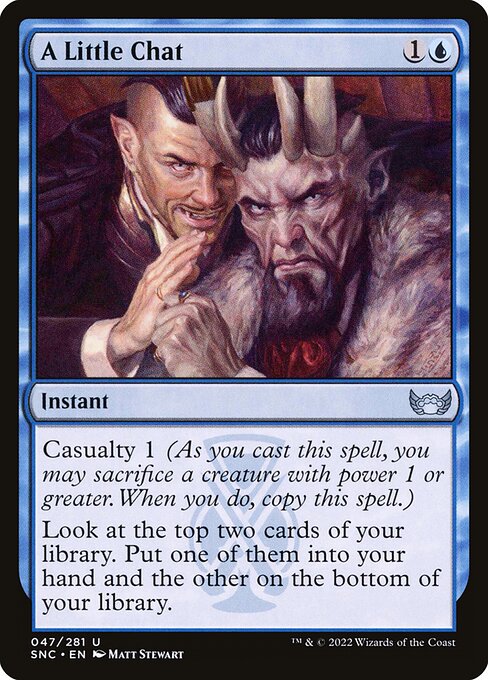 A Little Chat 1
Instant
Casualty 1 (As you cast this spell, you
may sacrifice a creature with power 1 or
greater. When you do, copy this spell.)
Look at the top two cards of your
library. Put one of them into your
hand and the other on the bottom of
your library.
047/281 U
SNC • EN Matt Stewart
™ & © 2022 Wizards of the Coast